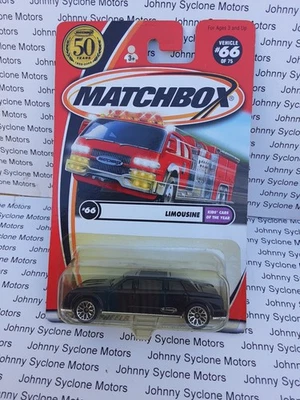 Johnny Syclone Motors
For Ages 3 and Up
50
YEARS
3+
VEHICLE
#66
OF 75
MATCHBOX
#66
LIMOUSINE
KIDS' CARS
OF THE YEAR